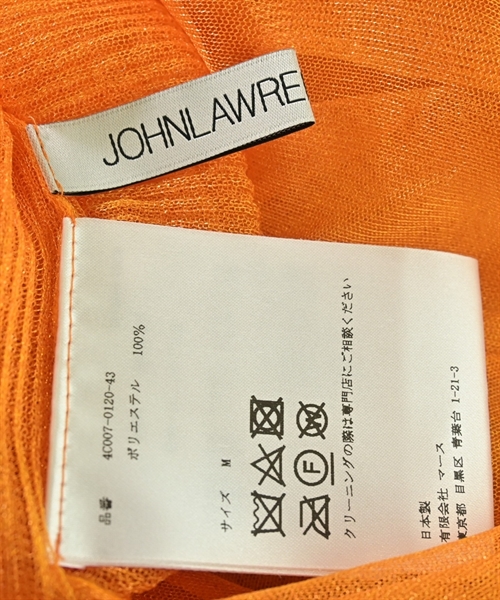 JOHNLAWRE
品番 4C007-0120-43
ポリエステル 100%
サイズ M
F
クリーニングの際は専門店にご相談ください
日本製
有限会社 マース
東京都 目黒区 青葉台 1-21-3